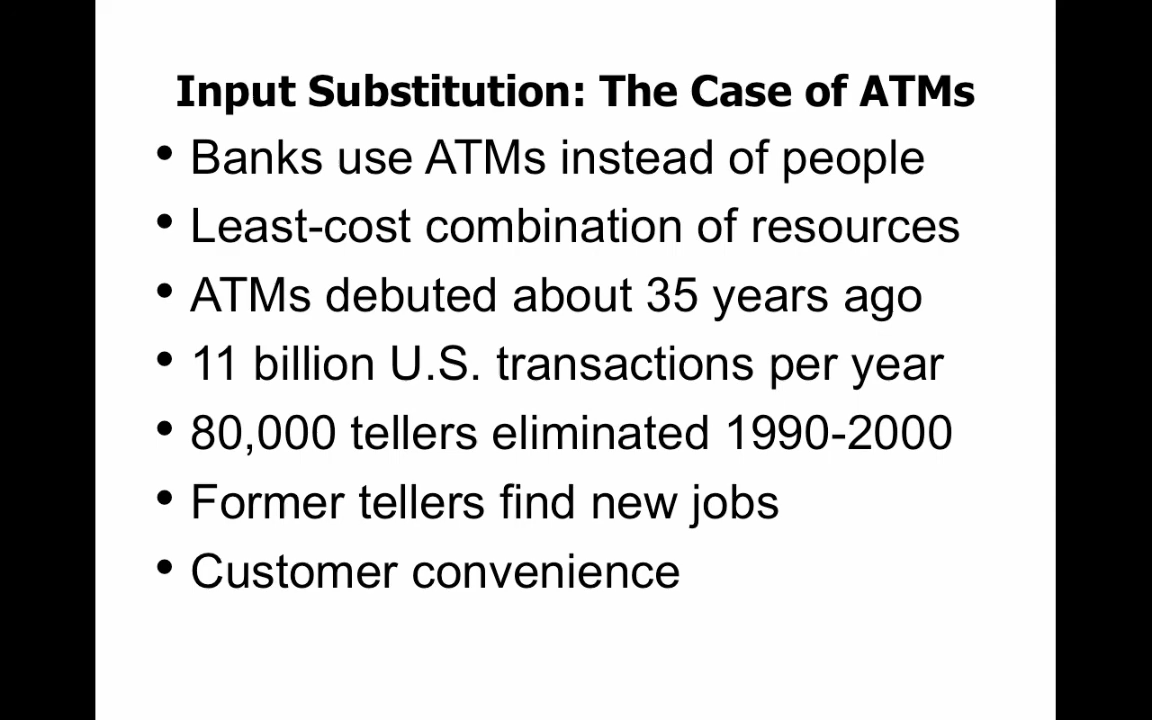 Input Substitution: The Case of ATMs
• Banks use ATMs instead of people
• Least-cost combination of resources
• ATMs debuted about 35 years ago
• 11 billion U.S. transactions per year
• 80,000 tellers eliminated 1990-2000
• Former tellers find new jobs
• Customer convenience